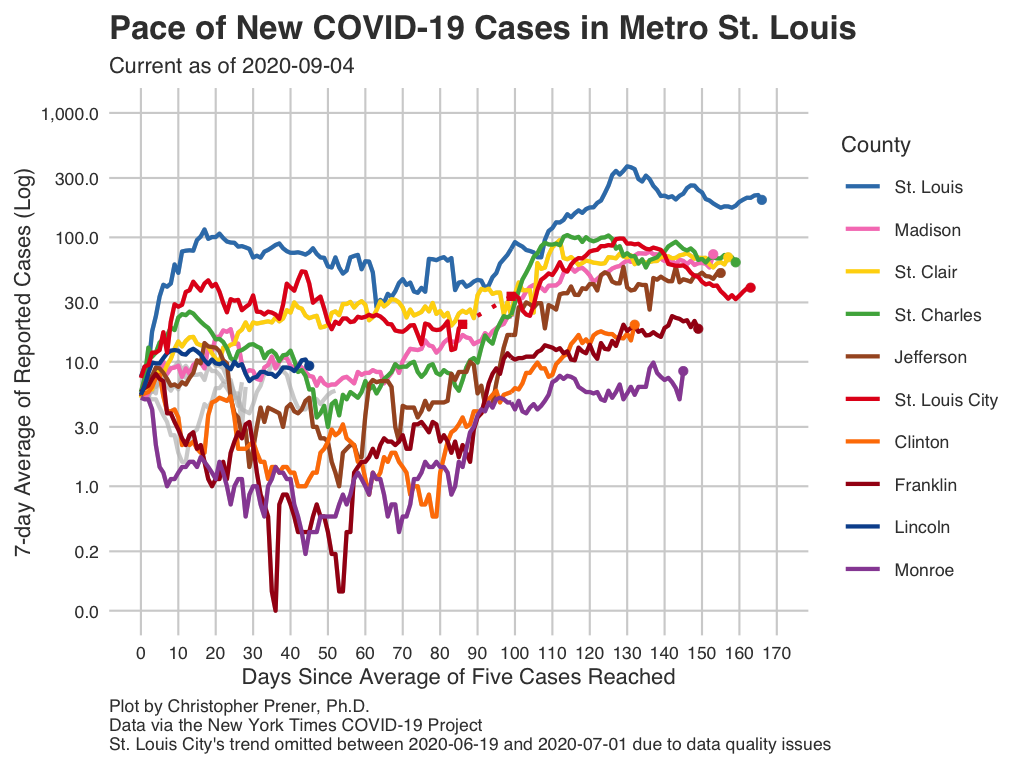 Pace of New COVID-19 Cases in Metro St. Louis
Current as of 2020-09-04
7-day Average of Reported Cases (Log)
1,000.0
300.0
100.0
30.0
10.0
3.0
1.0
0.2
0.0
0 10 20 30 40 50 60 70 80 90 100 110 120 130 140 150 160 170
Days Since Average of Five Cases Reached
County
St. Louis
Madison
St. Clair
St. Charles
Jefferson
St. Louis City
Clinton
Franklin
Lincoln
Monroe
Plot by Christopher Prener, Ph.D.
Data via the New York Times COVID-19 Project
St. Louis City's trend omitted between 2020-06-19 and 2020-07-01 due to data quality issues